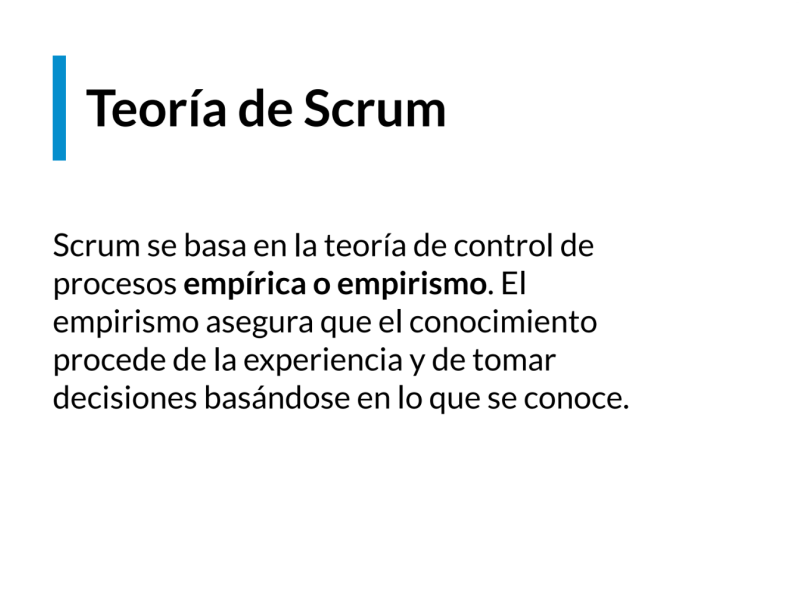 Teoría de Scrum
Scrum se basa en la teoría de control de
procesos empírica o empirismo. El
empirismo asegura que el conocimiento
procede de la experiencia y de tomar
decisiones basándose en lo que se conoce.